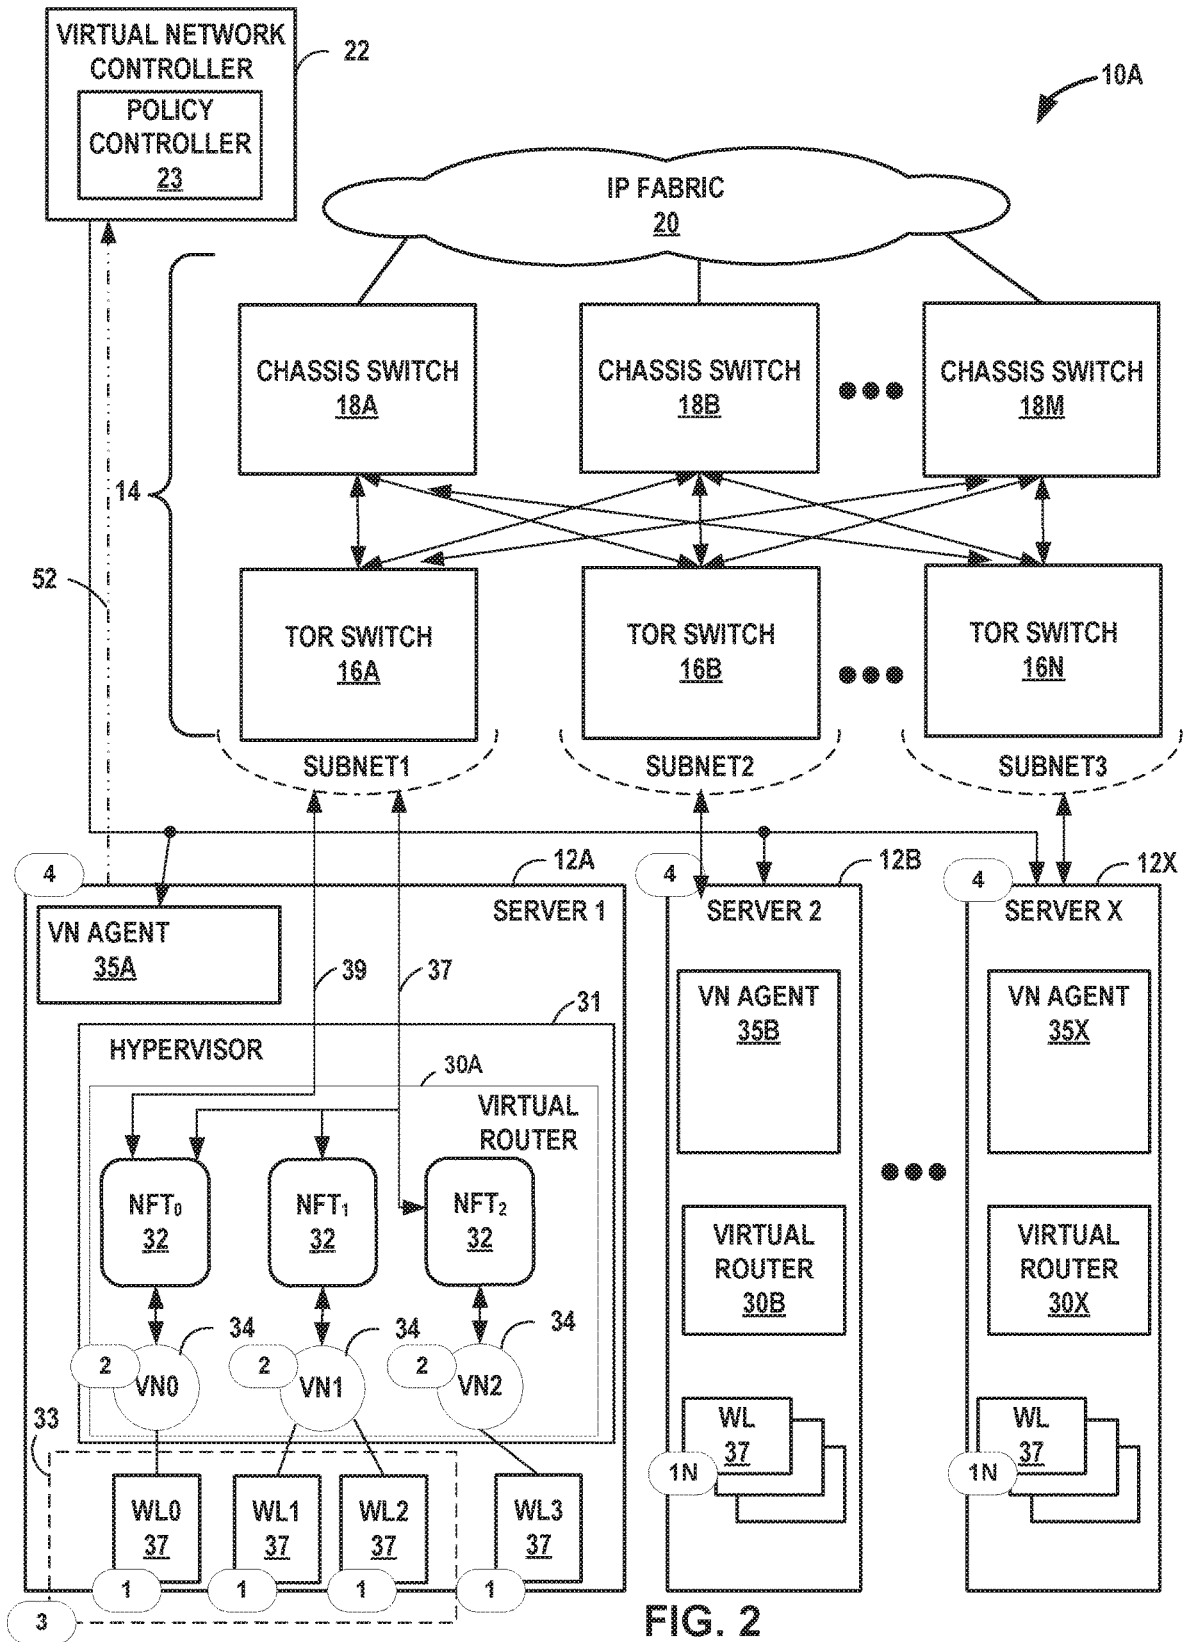 VIRTUAL NETWORK
CONTROLLER
POLICY
CONTROLLER
23
22
10A
IP FABRIC
20
CHASSIS SWITCH
18A
CHASSIS SWITCH
18B
CHASSIS SWITCH
18M
14
52
TOR SWITCH
16A
TOR SWITCH
16B
TOR SWITCH
16N
SUBNET1
SUBNET2
SUBNET3
4
12A
SERVER 1
VN AGENT
35A
39
37
31
HYPERVISOR
30A
VIRTUAL
ROUTER
NFT₀
32
NFT₁
32
NFT₂
32
34
34
34
2
VN0
2
VN1
2
VN2
33
WL0
37
WL1
37
WL2
37
WL3
37
1
1
1
1
3
4
12B
SERVER 2
VN AGENT
35B
VIRTUAL
ROUTER
30B
WL
37
1N
4
12X
SERVER X
VN AGENT
35X
VIRTUAL
ROUTER
30X
WL
37
1N
FIG. 2